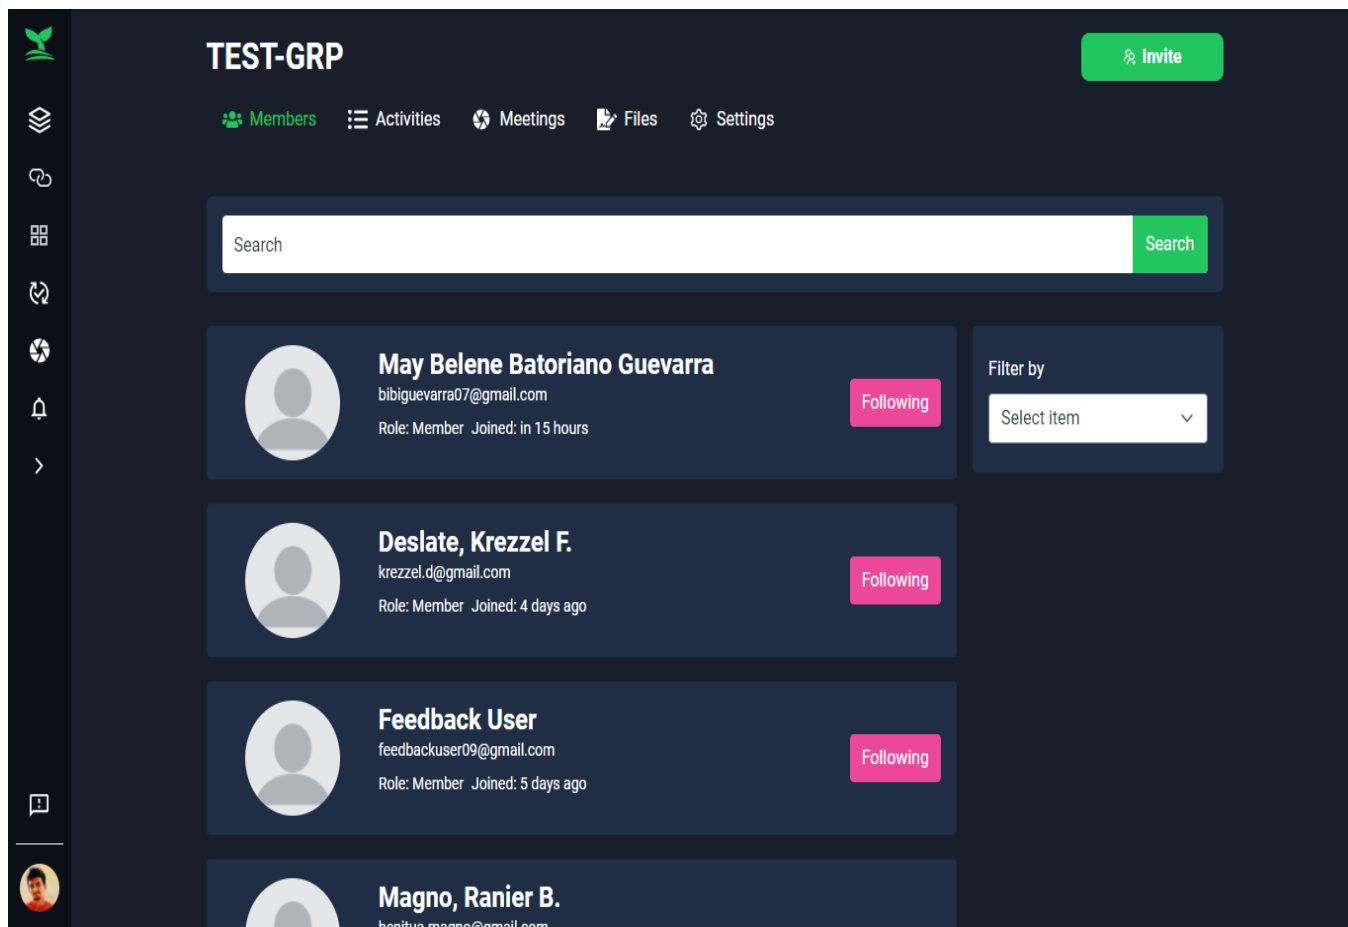 TEST-GRP
Invite
Members Activities Meetings Files Settings
Search Search
May Belene Batoriano Guevarra
bibiguevarra07@gmail.com
Role: Member Joined: in 15 hours
Following
Filter by
Select item
Deslate, Krezzel F.
krezzel.d@gmail.com
Role: Member Joined: 4 days ago
Following
Feedback User
feedbackuser09@gmail.com
Role: Member Joined: 5 days ago
Following
Magno, Ranier B.